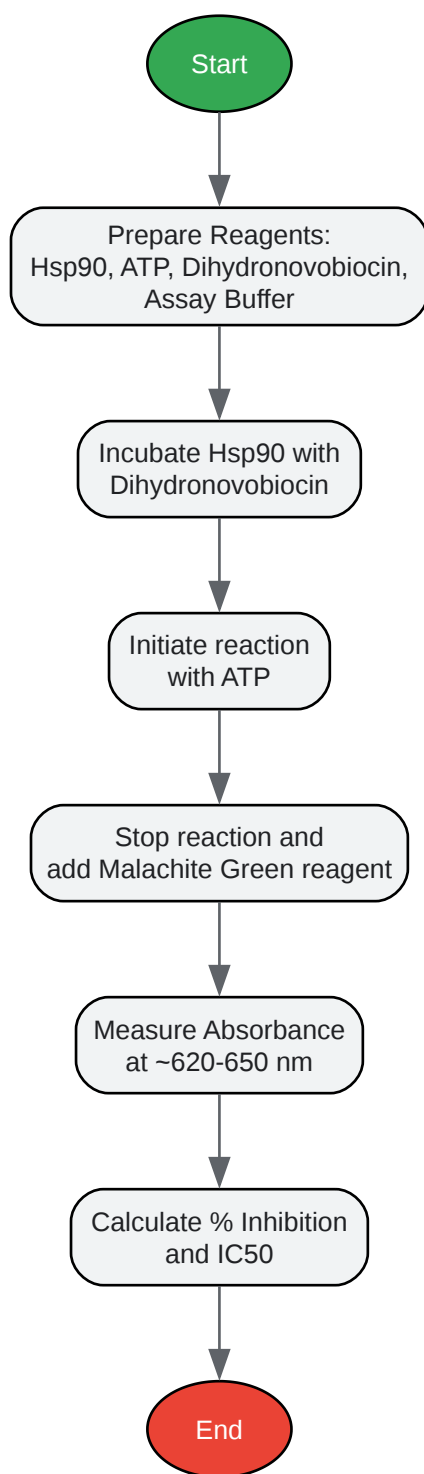 Start
Prepare Reagents:
Hsp90, ATP, Dihydronovobiocin,
Assay Buffer
Incubate Hsp90 with
Dihydronovobiocin
Initiate reaction
with ATP
Stop reaction and
add Malachite Green reagent
Measure Absorbance
at ~620-650 nm
Calculate % Inhibition
and IC50
End